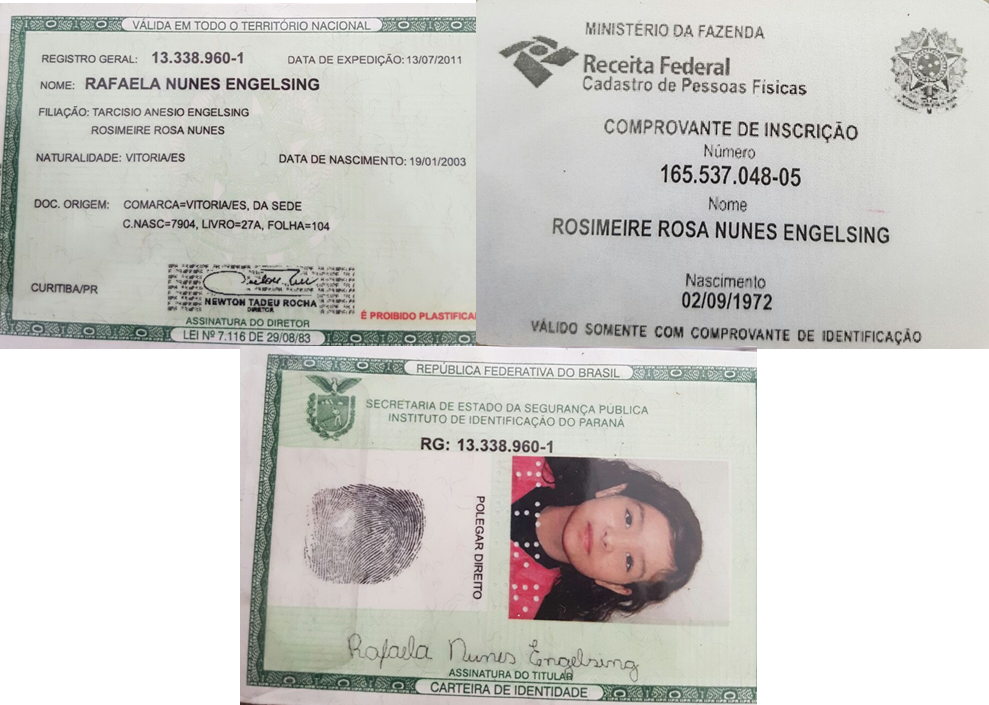 VÁLIDA EM TODO O TERRITÓRIO NACIONAL
REGISTRO GERAL: 13.338.960-1 DATA DE EXPEDIÇÃO: 13/07/2011
NOME: RAFAELA NUNES ENGELSING
FILIAÇÃO: TARCISIO ANESIO ENGELSING
ROSIMEIRE ROSA NUNES
NATURALIDADE: VITORIA/ES DATA DE NASCIMENTO: 19/01/2003
DOC. ORIGEM: COMARCA=VITORIA/ES, DA SEDE
C.NASC=7904, LIVRO=27A, FOLHA=104
CURITIBA/PR
NEWTON TADEU ROCHA
DIRETOR
É PROIBIDO PLASTIFICA
ASSINATURA DO DIRETOR
LEI Nº 7.116 DE 29/08/83
MINISTÉRIO DA FAZENDA
Receita Federal
Cadastro de Pessoas Físicas
COMPROVANTE DE INSCRIÇÃO
Número
165.537.048-05
Nome
ROSIMEIRE ROSA NUNES ENGELSING
Nascimento
02/09/1972
VÁLIDO SOMENTE COM COMPROVANTE DE IDENTIFICAÇÃO
REPÚBLICA FEDERATIVA DO BRASIL
SECRETARIA DE ESTADO DA SEGURANÇA PÚBLICA
INSTITUTO DE IDENTIFICAÇÃO DO PARANÁ
RG: 13.338.960-1
POLEGAR DIREITO
Rafaela Nunes Engelsing
ASSINATURA DO TITULAR
CARTEIRA DE IDENTIDADE